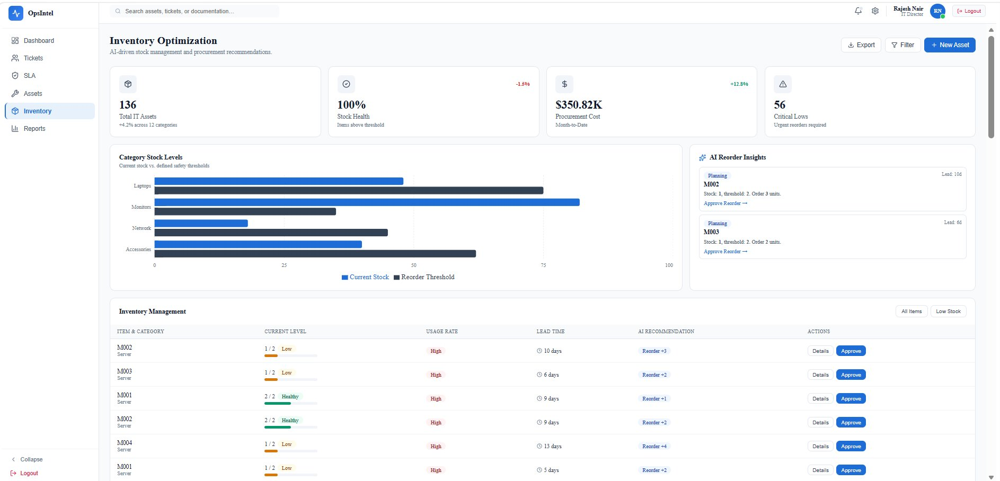 OpsIntel
Search assets, tickets, or documentation...
Rajesh Nair
IT Director
RN
Logout
Dashboard
Tickets
SLA
Assets
Inventory
Reports
Collapse
Logout
Inventory Optimization
AI-driven stock management and procurement recommendations.
Export
Filter
+ New Asset
136
Total IT Assets
+4.2% across 12 categories
-1.5%
100%
Stock Health
Items above threshold
+12.8%
$350.82K
Procurement Cost
Month-to-Date
56
Critical Lows
Urgent reorders required
Category Stock Levels
Current stock vs. defined safety thresholds
Laptops
Monitors
Network
Accessories
0 25 50 75 100
Current Stock Reorder Threshold
AI Reorder Insights
Planning Lead: 10d
M002
Stock: 1, threshold: 2. Order 3 units.
Approve Reorder →
Planning Lead: 6d
M003
Stock: 1, threshold: 2. Order 2 units.
Approve Reorder →
Inventory Management
All Items Low Stock
ITEM & CATEGORY CURRENT LEVEL USAGE RATE LEAD TIME AI RECOMMENDATION ACTIONS
M002 1 / 2 Low High 10 days Reorder +3 Details Approve
Server
M003 1 / 2 Low High 6 days Reorder +2 Details Approve
Server
M001 2 / 2 Healthy High 9 days Reorder +1 Details Approve
Server
M002 2 / 2 Healthy High 9 days Reorder +2 Details Approve
Server
M004 1 / 2 Low High 13 days Reorder +4 Details Approve
Server
M001 1 / 2 Low High 5 days Reorder +2 Details Approve
Server